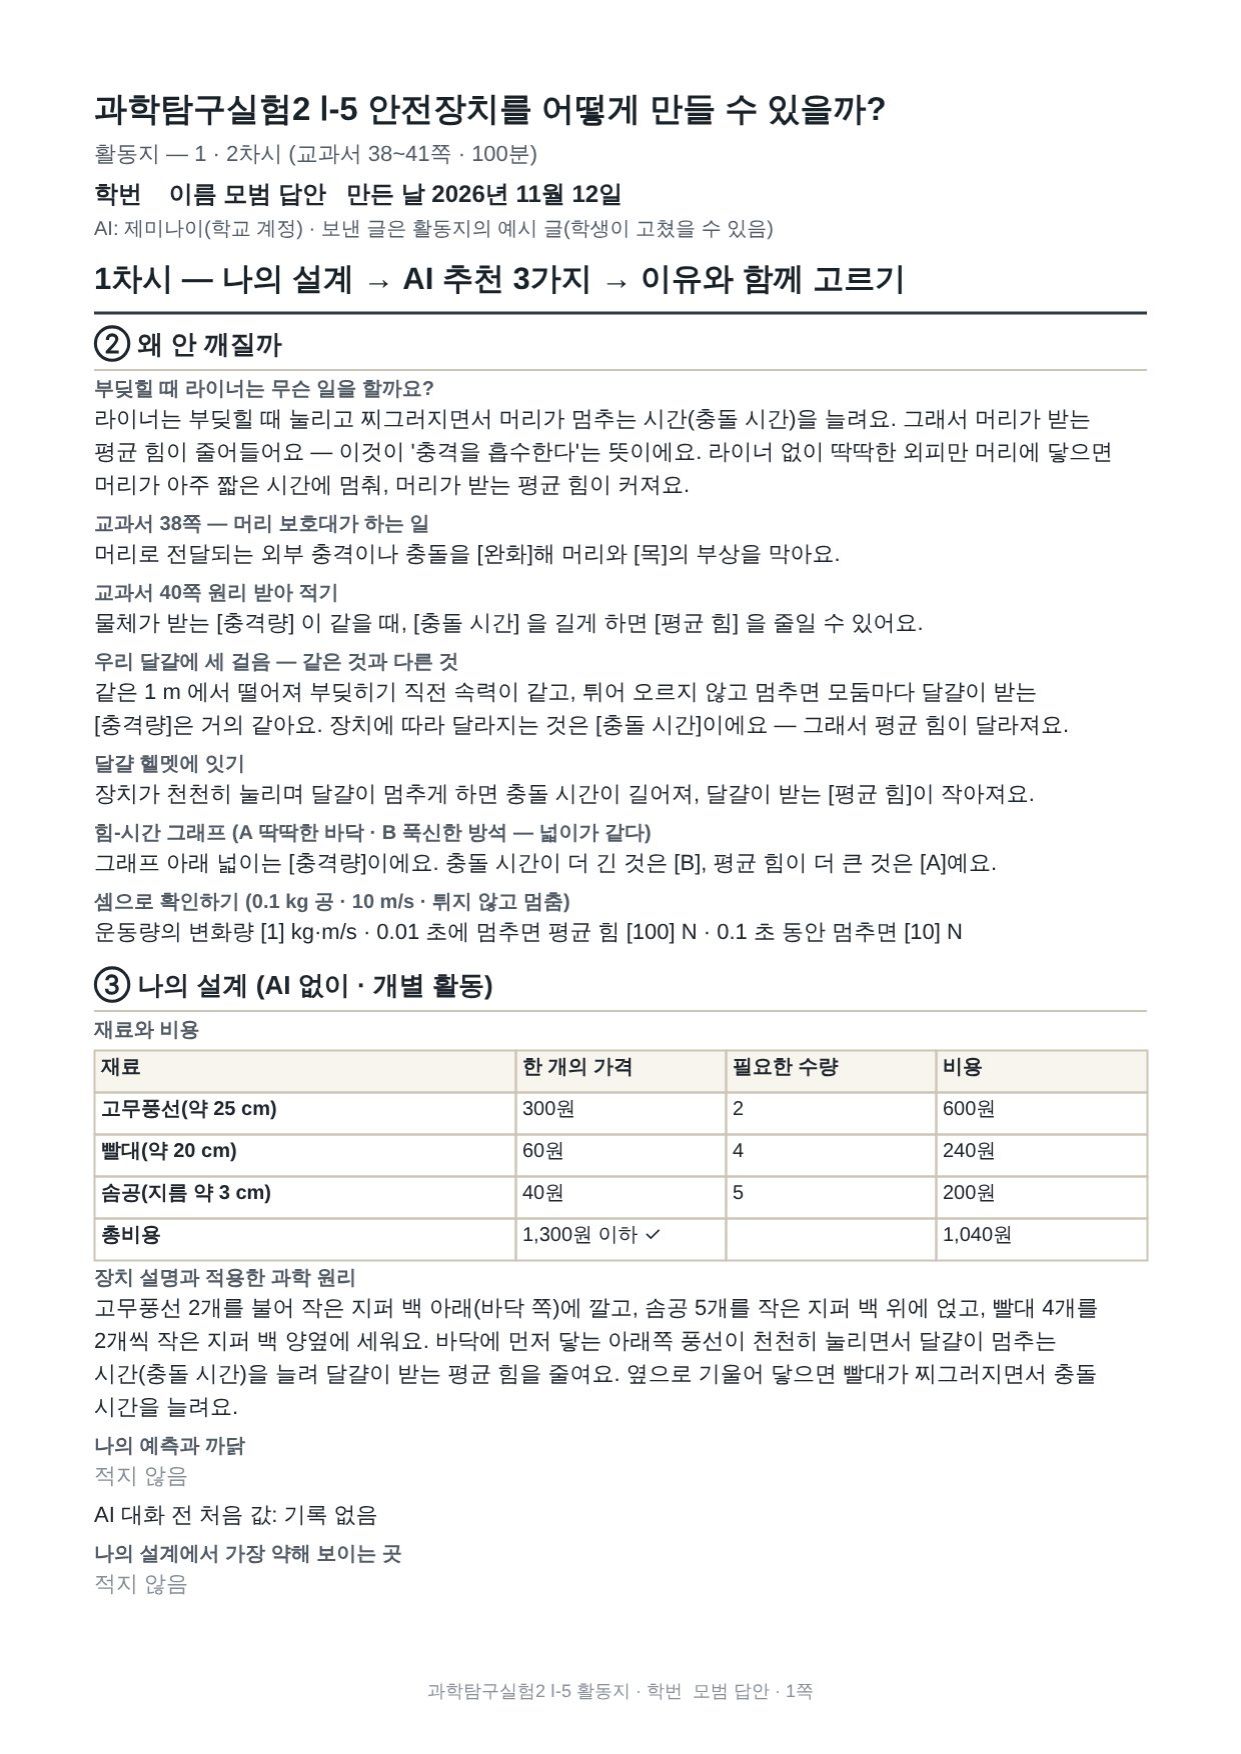 과학탐구실험2 I-5 안전장치를 어떻게 만들 수 있을까?
활동지 — 1 · 2차시 (교과서 38~41쪽 · 100분)
학번 이름 모범 답안 만든 날 2026년 11월 12일
AI: 제미나이(학교 계정) · 보낸 글은 활동지의 예시 글(학생이 고쳤을 수 있음)
1차시 — 나의 설계 → AI 추천 3가지 → 이유와 함께 고르기
② 왜 안 깨질까
부딪힐 때 라이너는 무슨 일을 할까요?
라이너는 부딪힐 때 눌리고 찌그러지면서 머리가 멈추는 시간(충돌 시간)을 늘려요. 그래서 머리가 받는
평균 힘이 줄어들어요 — 이것이 '충격을 흡수한다'는 뜻이에요. 라이너 없이 딱딱한 외피만 머리에 닿으면
머리가 아주 짧은 시간에 멈춰, 머리가 받는 평균 힘이 커져요.
교과서 38쪽 — 머리 보호대가 하는 일
머리로 전달되는 외부 충격이나 충돌을 [완화]해 머리와 [목]의 부상을 막아요.
교과서 40쪽 원리 받아 적기
물체가 받는 [충격량] 이 같을 때, [충돌 시간] 을 길게 하면 [평균 힘] 을 줄일 수 있어요.
우리 달걀에 세 걸음 — 같은 것과 다른 것
같은 1 m 에서 떨어져 부딪히기 직전 속력이 같고, 튀어 오르지 않고 멈추면 모둠마다 달걀이 받는
[충격량]은 거의 같아요. 장치에 따라 달라지는 것은 [충돌 시간]이에요 — 그래서 평균 힘이 달라져요.
달걀 헬멧에 잇기
장치가 천천히 눌리며 달걀이 멈추게 하면 충돌 시간이 길어져, 달걀이 받는 [평균 힘]이 작아져요.
힘-시간 그래프 (A 딱딱한 바닥 · B 푹신한 방석 — 넓이가 같다)
그래프 아래 넓이는 [충격량]이에요. 충돌 시간이 더 긴 것은 [B], 평균 힘이 더 큰 것은 [A]예요.
셈으로 확인하기 (0.1 kg 공 · 10 m/s · 튀지 않고 멈춤)
운동량의 변화량 [1] kg·m/s · 0.01 초에 멈추면 평균 힘 [100] N · 0.1 초 동안 멈추면 [10] N
③ 나의 설계 (AI 없이 · 개별 활동)
재료와 비용
재료 한 개의 가격 필요한 수량 비용
고무풍선(약 25 cm) 300원 2 600원
빨대(약 20 cm) 60원 4 240원
솜공(지름 약 3 cm) 40원 5 200원
총비용 1,300원 이하 ✓ 1,040원
장치 설명과 적용한 과학 원리
고무풍선 2개를 불어 작은 지퍼 백 아래(바닥 쪽)에 깔고, 솜공 5개를 작은 지퍼 백 위에 얹고, 빨대 4개를
2개씩 작은 지퍼 백 양옆에 세워요. 바닥에 먼저 닿는 아래쪽 풍선이 천천히 눌리면서 달걀이 멈추는
시간(충돌 시간)을 늘려 달걀이 받는 평균 힘을 줄여요. 옆으로 기울어 닿으면 빨대가 찌그러지면서 충돌
시간을 늘려요.
나의 예측과 까닭
적지 않음
AI 대화 전 처음 값: 기록 없음
나의 설계에서 가장 약해 보이는 곳
적지 않음
과학탐구실험2 I-5 활동지 · 학번 모범 답안 · 1쪽